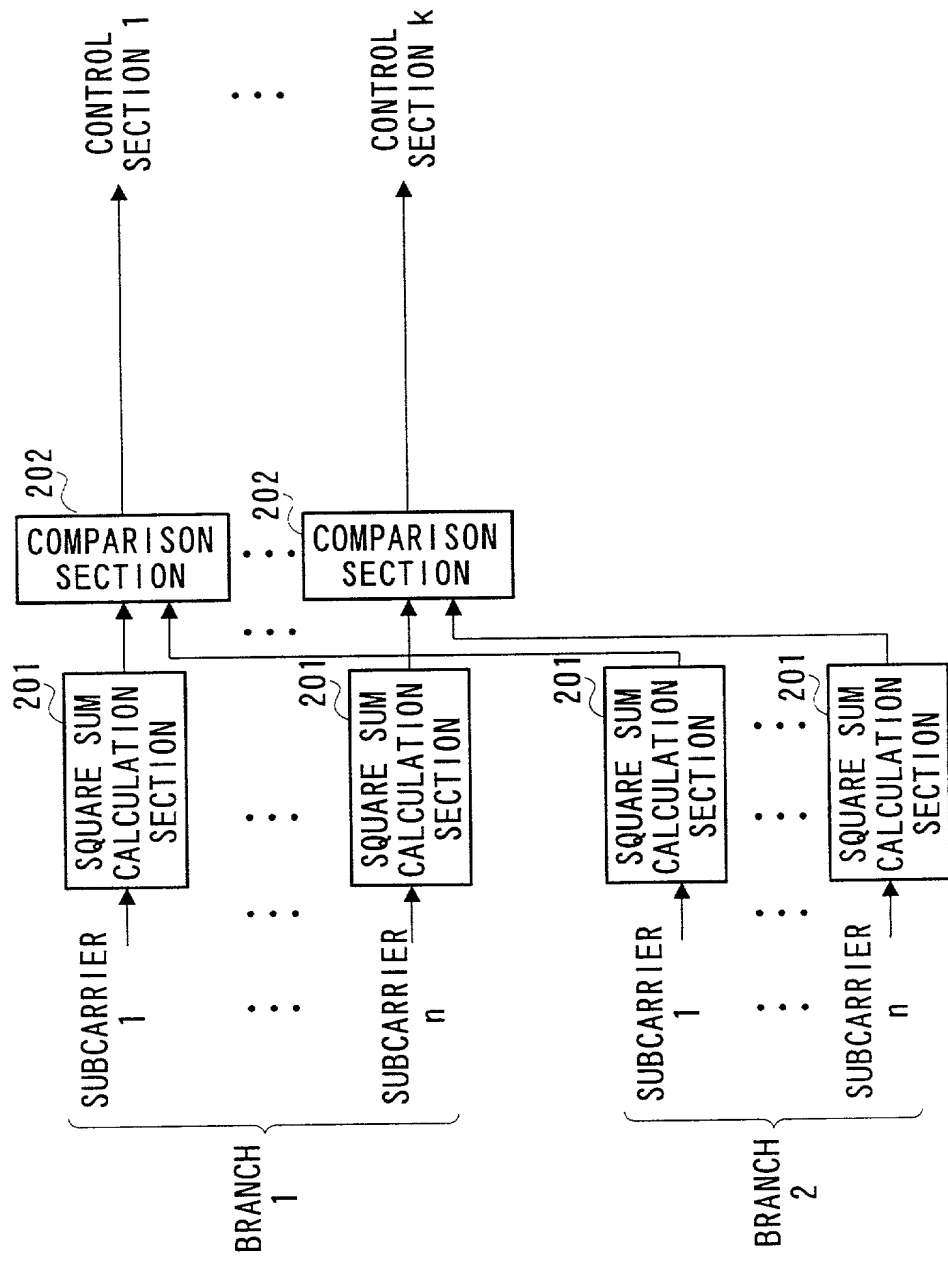 BRANCH
1
SUBCARRIER
1
SUBCARRIER
n
BRANCH
2
SUBCARRIER
1
SUBCARRIER
n
201
SQUARE SUM
CALCULATION
SECTION
201
SQUARE SUM
CALCULATION
SECTION
201
SQUARE SUM
CALCULATION
SECTION
201
SQUARE SUM
CALCULATION
SECTION
202
COMPARISON
SECTION
202
COMPARISON
SECTION
CONTROL
SECTION 1
CONTROL
SECTION k